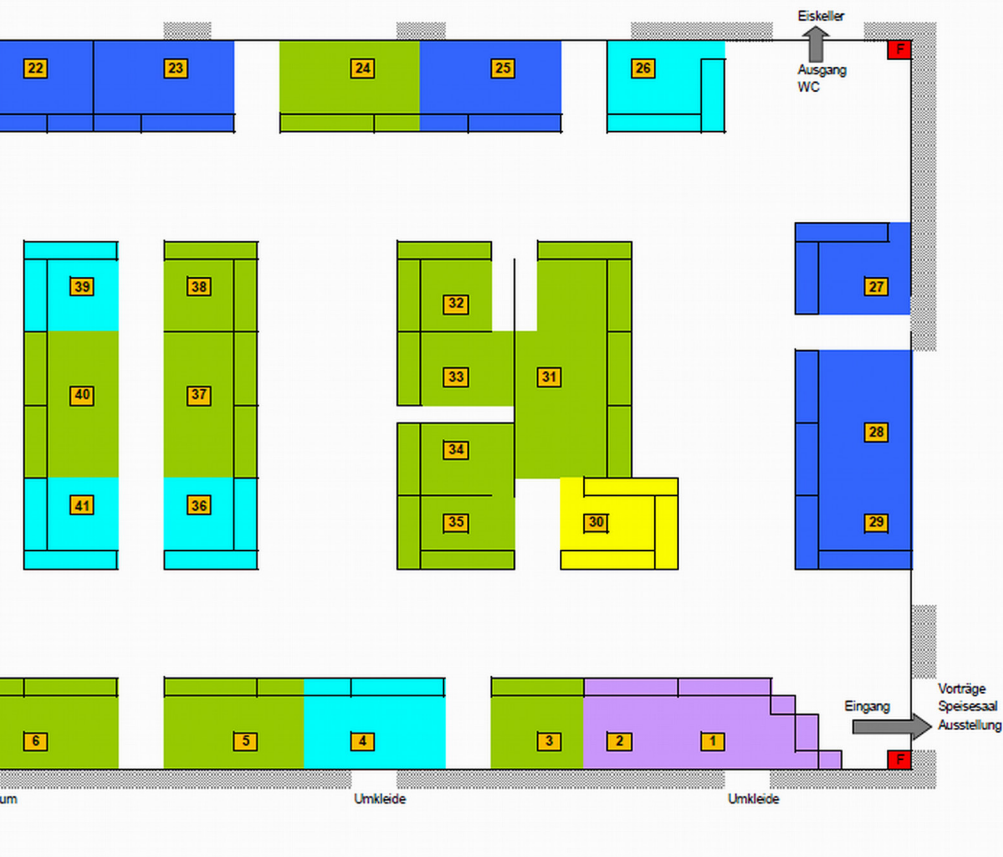 Eiskeller
22
23
24
25
26
F
Ausgang
WC
39
38
32
27
40
37
33
31
34
28
41
36
35
30
29
Vorträge
Eingang
Speisesaal
Ausstellung
6
5
4
3
2
1
F
um
Umkleide
Umkleide